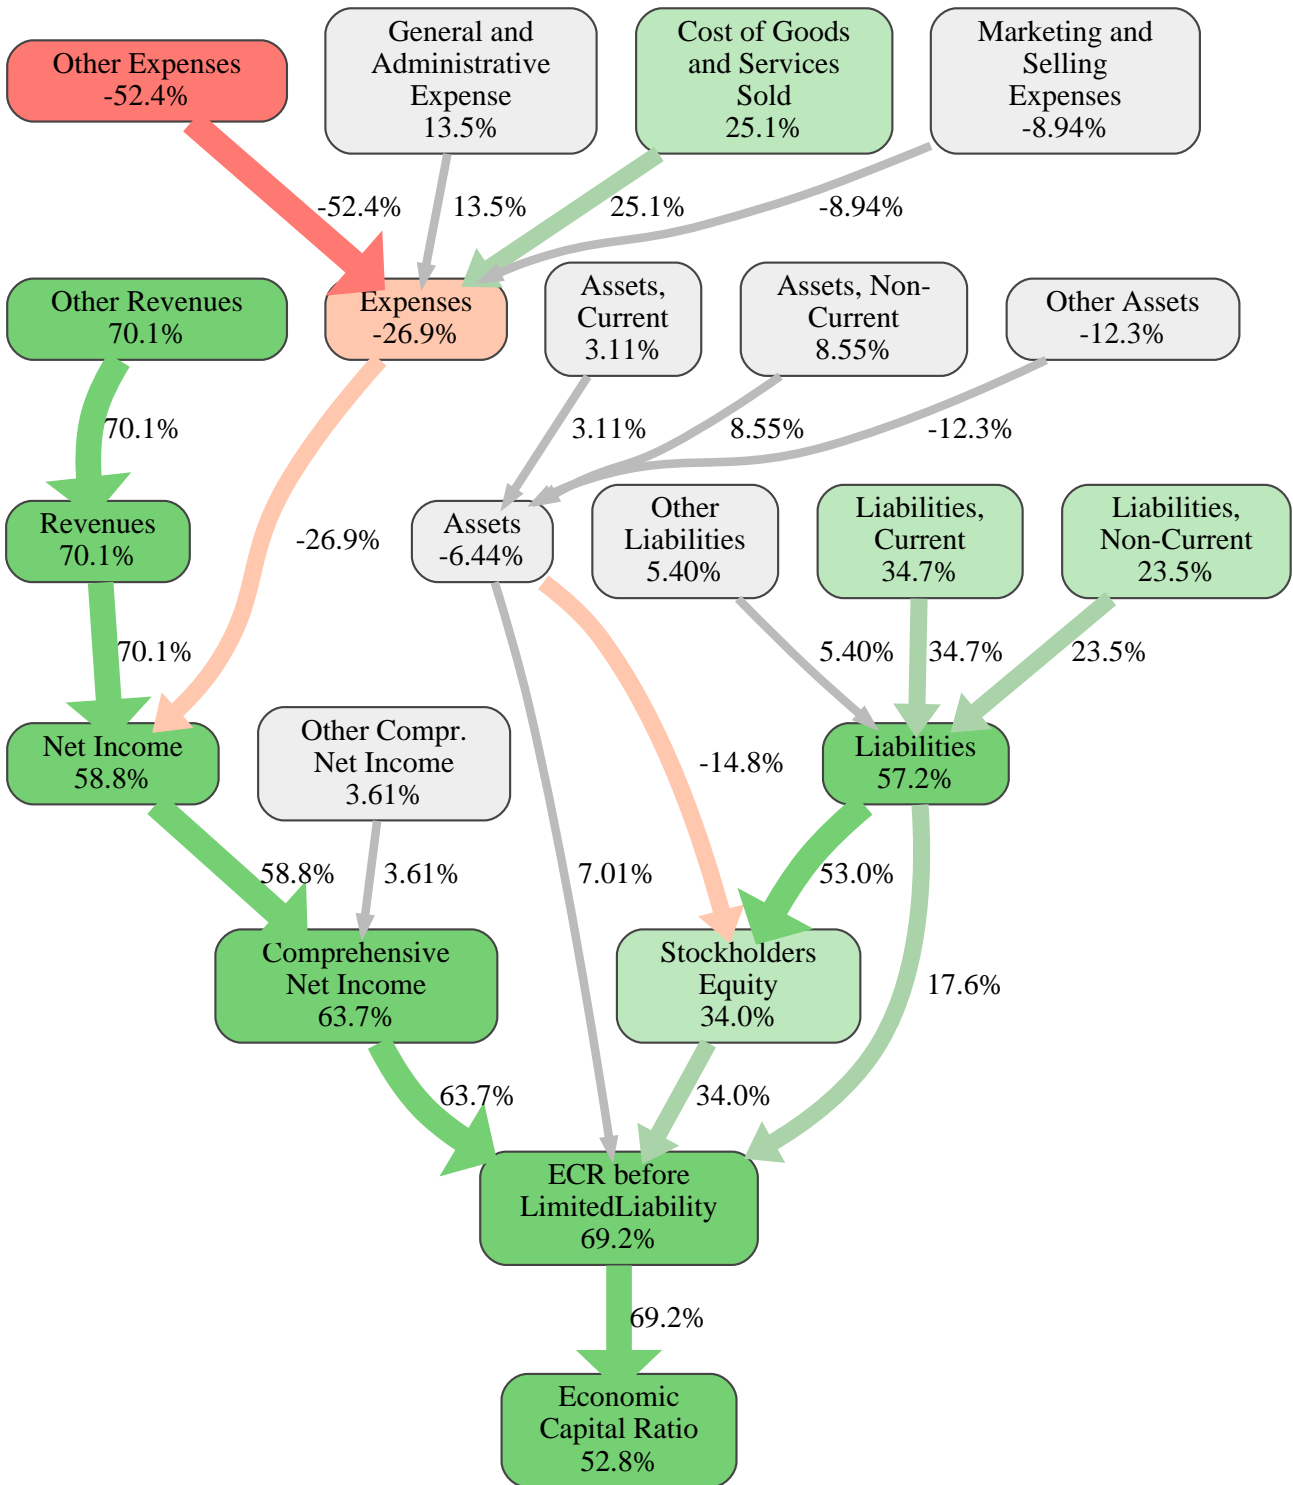 Other Expenses
-52.4%
General and
Administrative
Expense
13.5%
Cost of Goods
and Services
Sold
25.1%
Marketing and
Selling
Expenses
-8.94%
-52.4%
13.5%
25.1%
-8.94%
Other Revenues
70.1%
Expenses
-26.9%
Assets,
Current
3.11%
Assets, Non-
Current
8.55%
Other Assets
-12.3%
70.1%
3.11%
8.55%
-12.3%
Revenues
70.1%
-26.9%
Assets
-6.44%
Other
Liabilities
5.40%
Liabilities,
Current
34.7%
Liabilities,
Non-Current
23.5%
70.1%
5.40%
34.7%
23.5%
Net Income
58.8%
Other Compr.
Net Income
3.61%
-14.8%
Liabilities
57.2%
58.8%
3.61%
7.01%
53.0%
Comprehensive
Net Income
63.7%
Stockholders
Equity
34.0%
17.6%
63.7%
34.0%
ECR before
LimitedLiability
69.2%
69.2%
Economic
Capital Ratio
52.8%